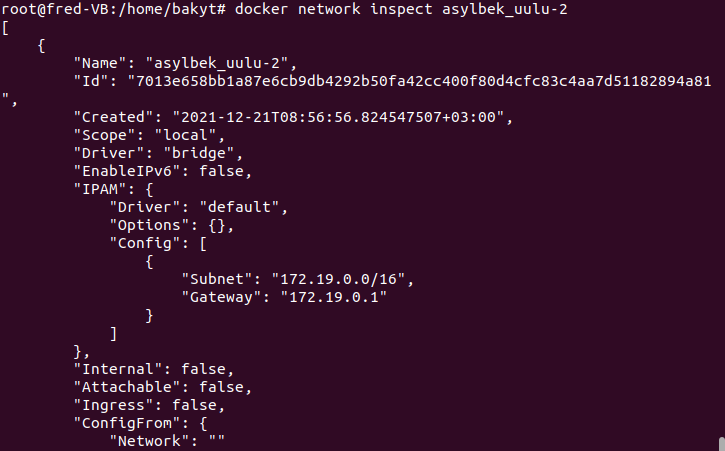 root@fred-VB:/home/bakyt# docker network inspect asylbek_uulu-2
[
    {
        "Name": "asylbek_uulu-2",
        "Id": "7013e658bb1a87e6cb9db4292b50fa42cc400f80d4cfc83c4aa7d51182894a81
",
        "Created": "2021-12-21T08:56:56.824547507+03:00",
        "Scope": "local",
        "Driver": "bridge",
        "EnableIPv6": false,
        "IPAM": {
            "Driver": "default",
            "Options": {},
            "Config": [
                {
                    "Subnet": "172.19.0.0/16",
                    "Gateway": "172.19.0.1"
                }
            ]
        },
        "Internal": false,
        "Attachable": false,
        "Ingress": false,
        "ConfigFrom": {
            "Network": ""